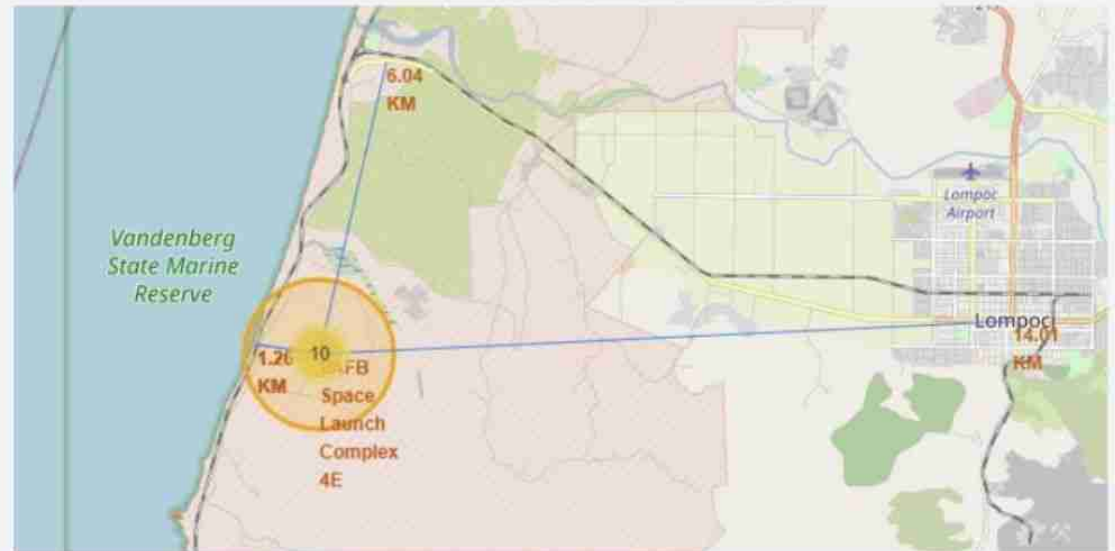 6.04
KM
Lompoc
Airport
Vandenberg
State Marine
Reserve
Lompoc
14.01
KM
10
1.26
KM
AFB
Space
Launch
Complex
4E